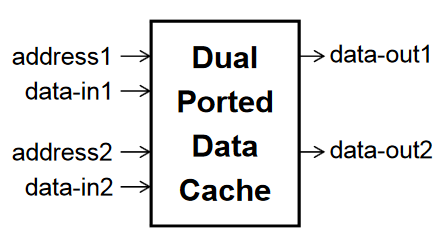 address1
data-in1
address2
data-in2
Dual
Ported
Data
Cache
data-out1
data-out2